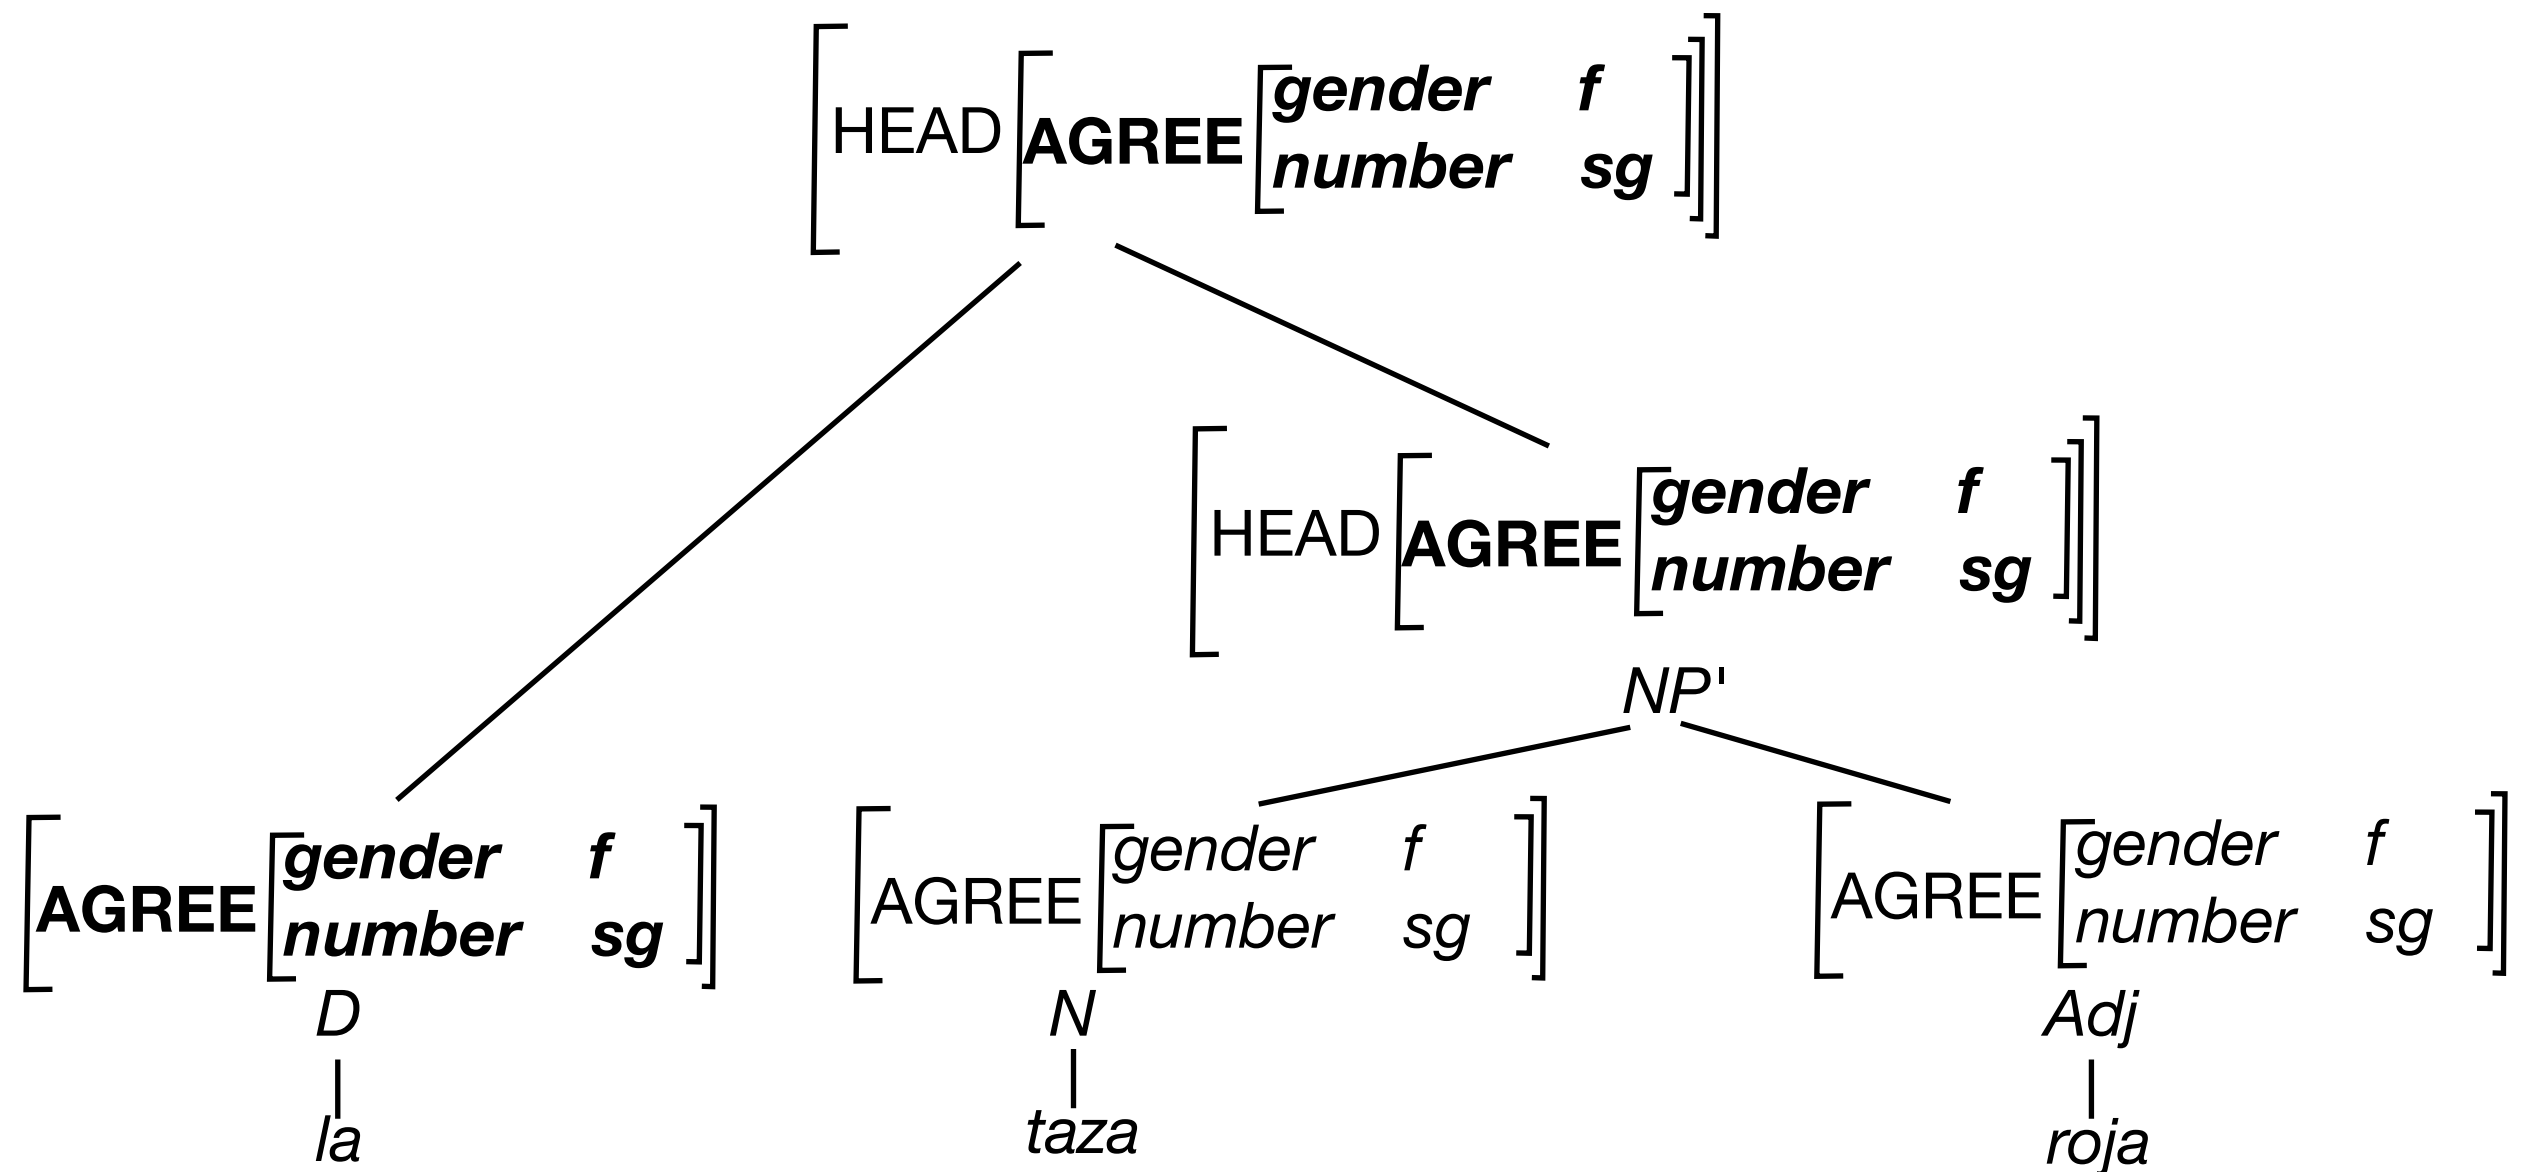 gender f
HEAD AGREE
number sg
gender f
HEAD AGREE
number sg
NP'
gender f
AGREE
number sg
gender f
AGREE
number sg
gender f
AGREE
number sg
D
N
Adj
la
taza
roja